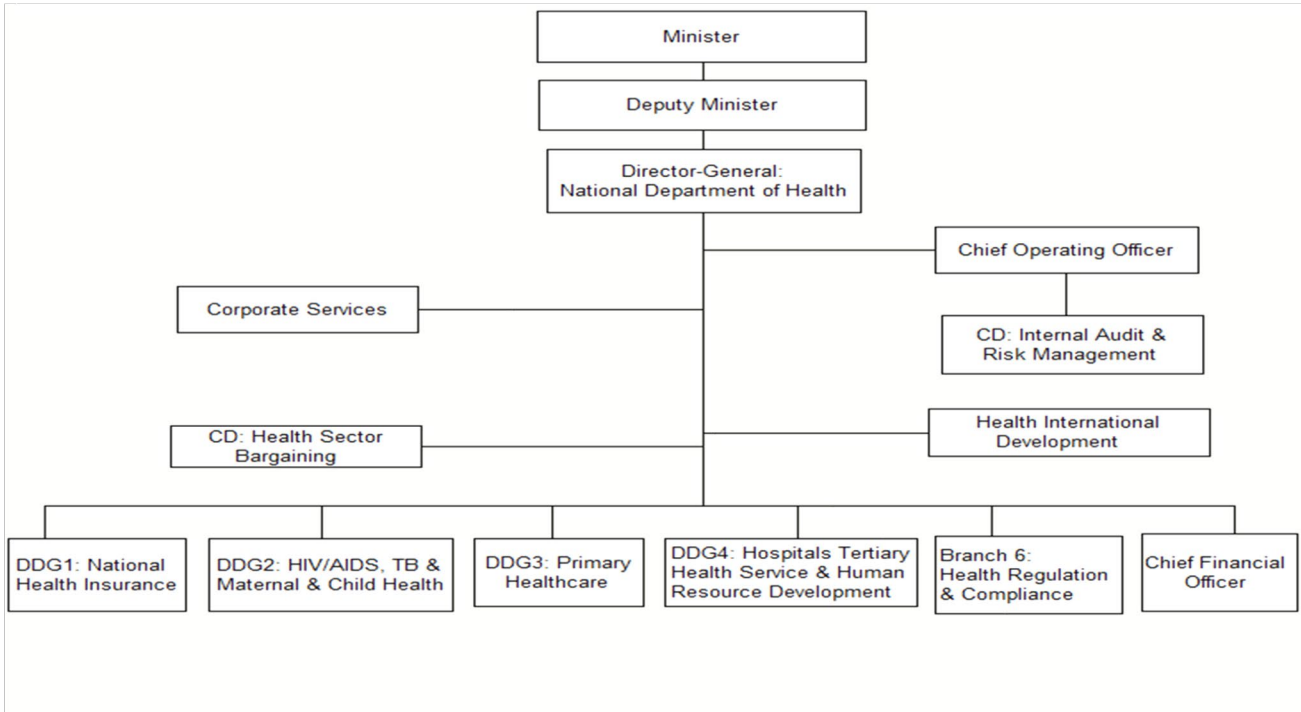 Minister
Deputy Minister
Director-General:
National Department of Health
Chief Operating Officer
Corporate Services
CD: Internal Audit &
Risk Management
CD: Health Sector
Bargaining
Health International
Development
DDG1: National
Health Insurance
DDG2: HIV/AIDS, TB &
Maternal & Child Health
DDG3: Primary
Healthcare
DDG4: Hospitals Tertiary
Health Service & Human
Resource Development
Branch 6:
Health Regulation
& Compliance
Chief Financial
Officer